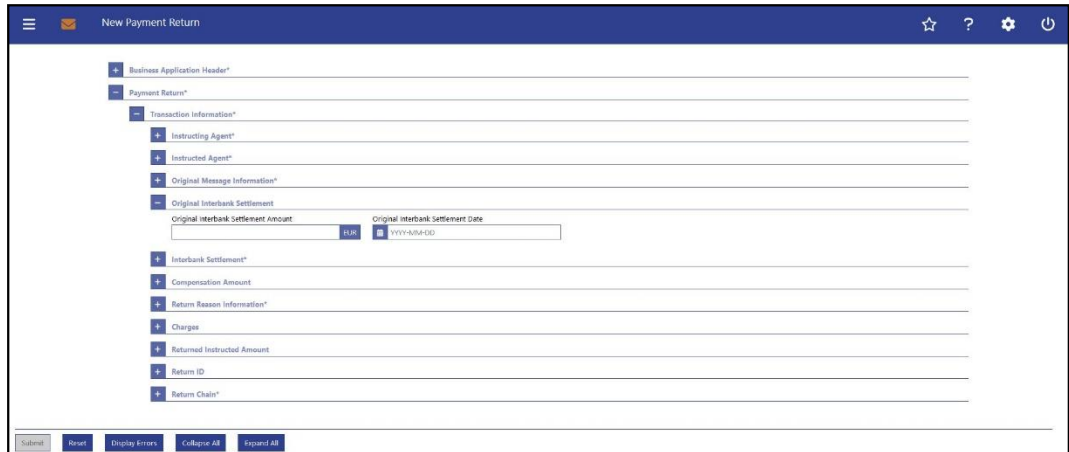 New Payment Return
?
+ Business Application Header*
− Payment Return*
− Transaction Information*
+ Instructing Agent*
+ Instructed Agent*
+ Original Message Information*
− Original Interbank Settlement
Original Interbank Settlement Amount Original Interbank Settlement Date
EUR YYYY-MM-DD
+ Interbank Settlement*
+ Compensation Amount
+ Return Reason Information*
+ Charges
+ Returned Instructed Amount
+ Return ID
+ Return Chain*
Submit Reset Display Errors Collapse All Expand All